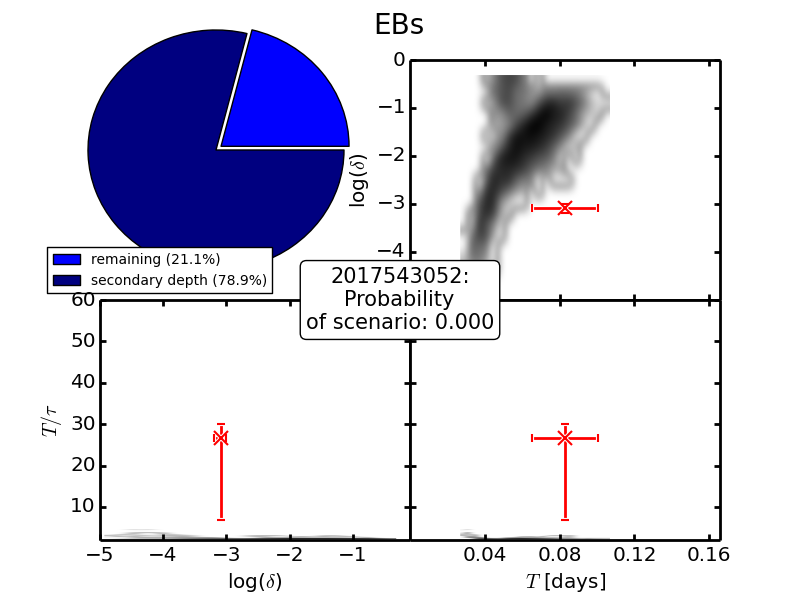 EBs
remaining (21.1%)
secondary depth (78.9%)
0
−1
−2
−3
−4
log(δ)
2017543052:
Probability
of scenario: 0.000
60
50
40
30
20
10
T/τ
−5 −4 −3 −2 −1
log(δ)
0.04 0.08 0.12 0.16
T [days]